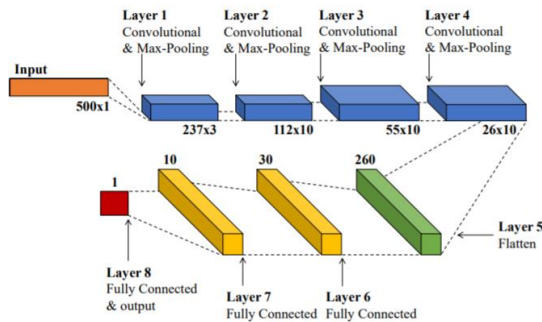 Layer 1
Convolutional
& Max-Pooling
Layer 2
Convolutional
& Max-Pooling
Layer 3
Convolutional
& Max-Pooling
Layer 4
Convolutional
& Max-Pooling
Input
500x1
237x3
112x10
55x10
26x10
1
10
30
260
Layer 5
Flatten
Layer 8
Fully Connected
& output
Layer 7
Fully Connected
Layer 6
Fully Connected